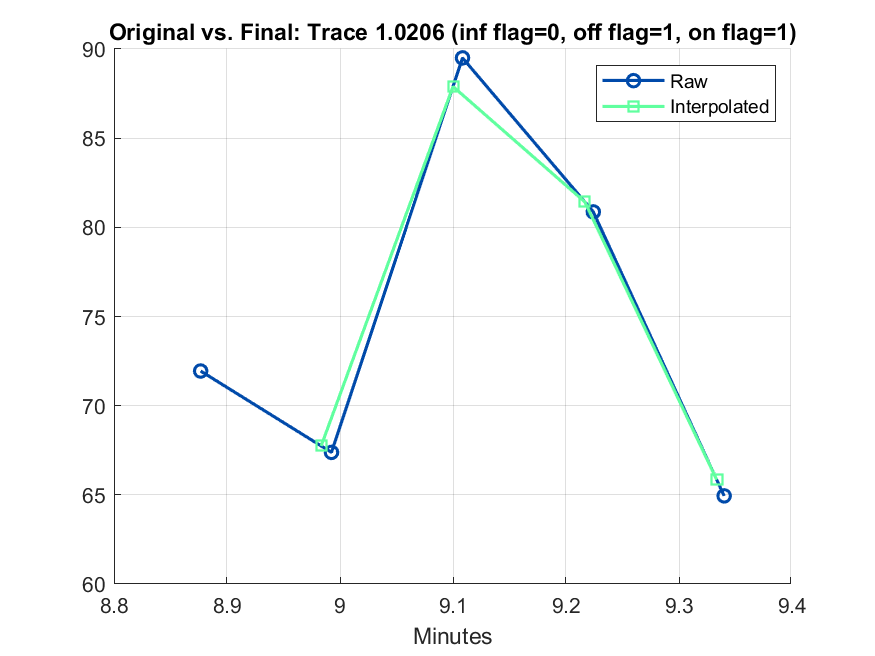 Original vs. Final: Trace 1.0206 (inf flag=0, off flag=1, on flag=1)
Raw
Interpolated
90
85
80
75
70
65
60
8.8 8.9 9 9.1 9.2 9.3 9.4
Minutes